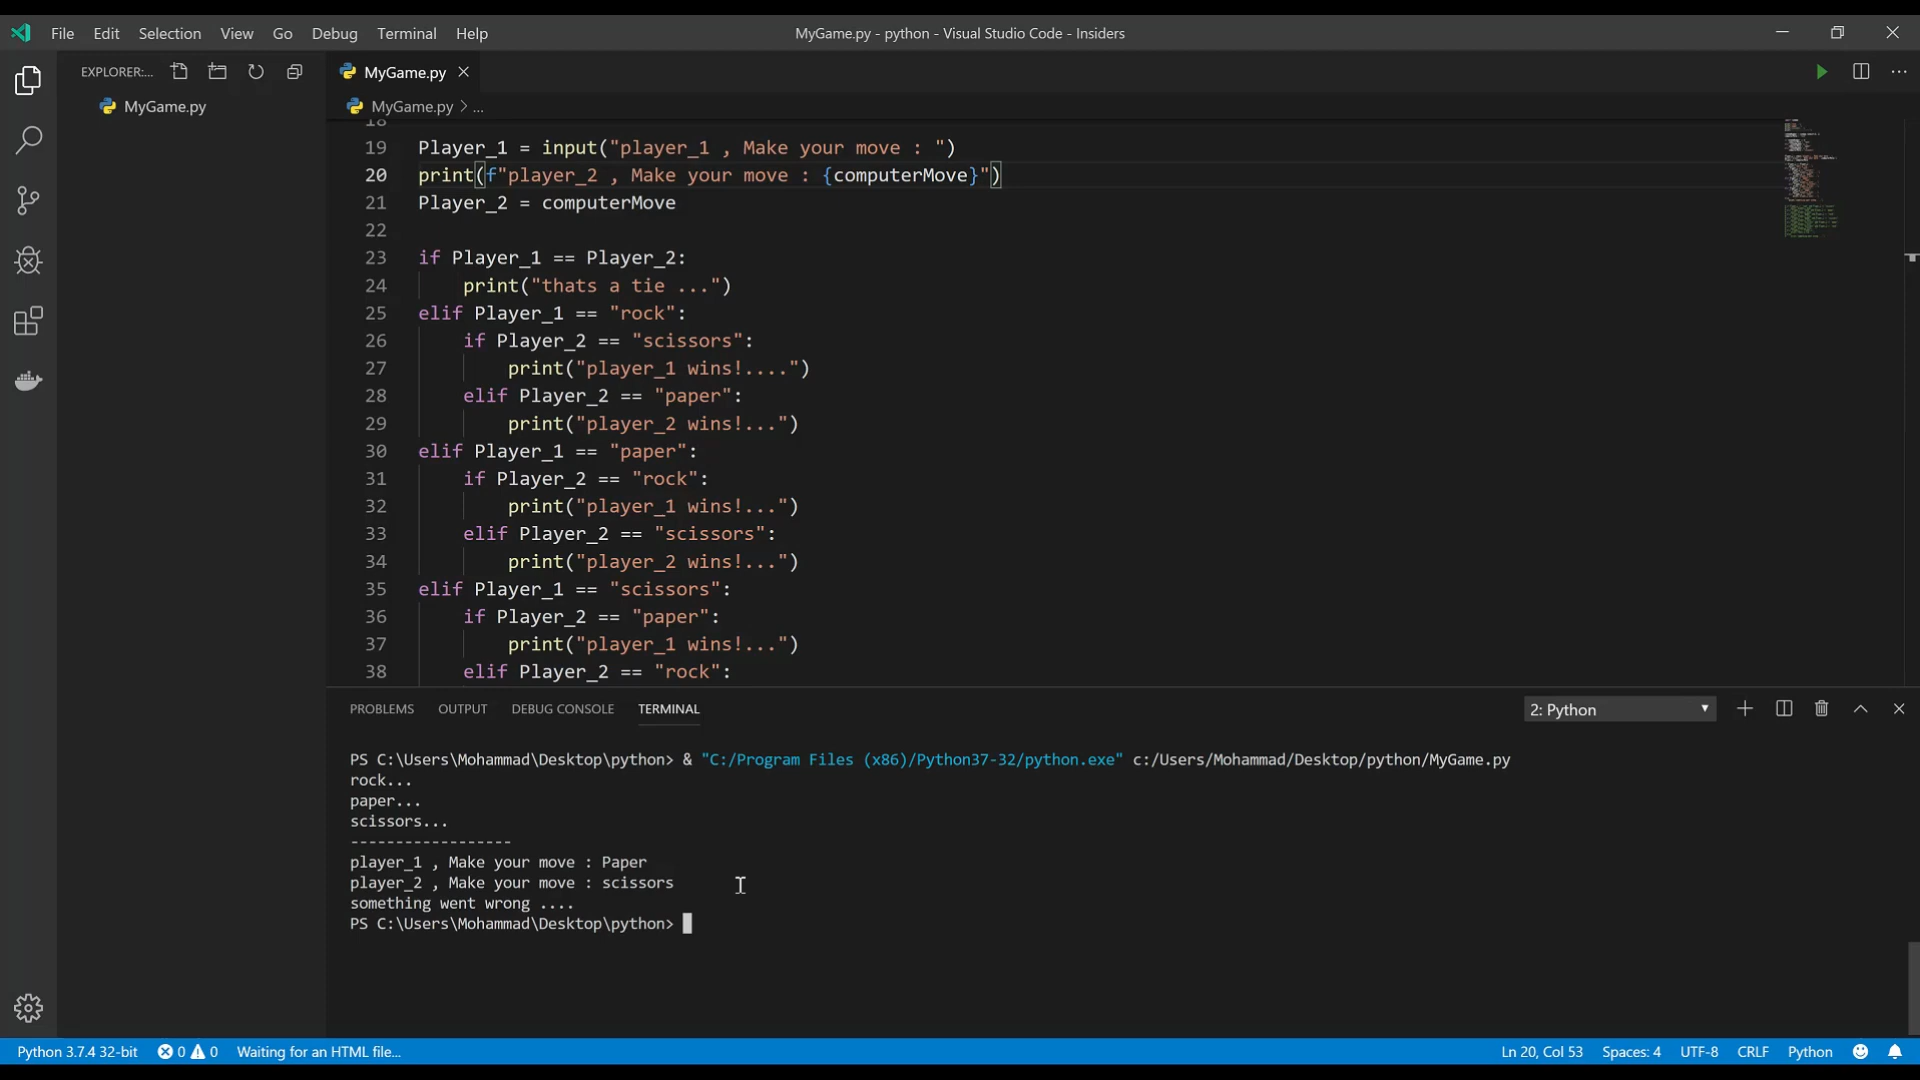 File Edit Selection View Go Debug Terminal Help MyGame.py - python - Visual Studio Code - Insiders
EXPLORER:...
MyGame.py
MyGame.py
MyGame.py > ...
18
19 Player_1 = input("player_1 , Make your move : ")
20 print(f"player_2 , Make your move : {computerMove}")
21 Player_2 = computerMove
22
23 if Player_1 == Player_2:
24 print("thats a tie ...")
25 elif Player_1 == "rock":
26 if Player_2 == "scissors":
27 print("player_1 wins!....")
28 elif Player_2 == "paper":
29 print("player_2 wins!...")
30 elif Player_1 == "paper":
31 if Player_2 == "rock":
32 print("player_1 wins!...")
33 elif Player_2 == "scissors":
34 print("player_2 wins!...")
35 elif Player_1 == "scissors":
36 if Player_2 == "paper":
37 print("player_1 wins!...")
38 elif Player_2 == "rock":
PROBLEMS OUTPUT DEBUG CONSOLE TERMINAL 2: Python
PS C:\Users\Mohammad\Desktop\python> & "C:/Program Files (x86)/Python37-32/python.exe" c:/Users/Mohammad/Desktop/python/MyGame.py
rock...
paper...
scissors...
------------------
player_1 , Make your move : Paper
player_2 , Make your move : scissors
something went wrong ....
PS C:\Users\Mohammad\Desktop\python>
Python 3.7.4 32-bit 0 0 Waiting for an HTML file... Ln 20, Col 53 Spaces: 4 UTF-8 CRLF Python